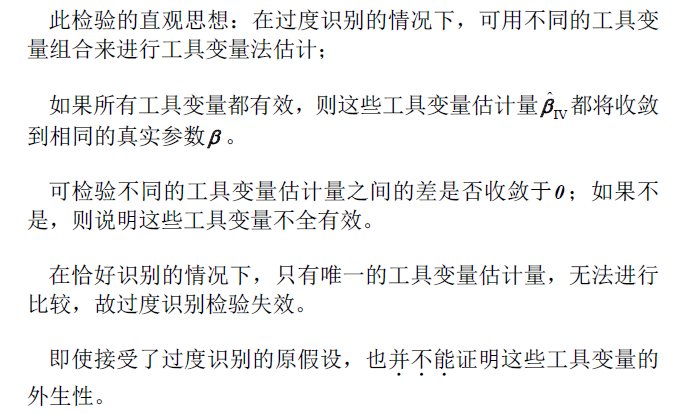 此检验的直观思想：在过度识别的情况下，可用不同的工具变
量组合来进行工具变量法估计；
如果所有工具变量都有效，则这些工具变量估计量 β̂_IV 都将收敛
到相同的真实参数 β 。
可检验不同的工具变量估计量之间的差是否收敛于 0 ；如果不
是，则说明这些工具变量不全有效。
在恰好识别的情况下，只有唯一的工具变量估计量，无法进行
比较，故过度识别检验失效。
即使接受了过度识别的原假设，也并不能证明这些工具变量的
外生性。